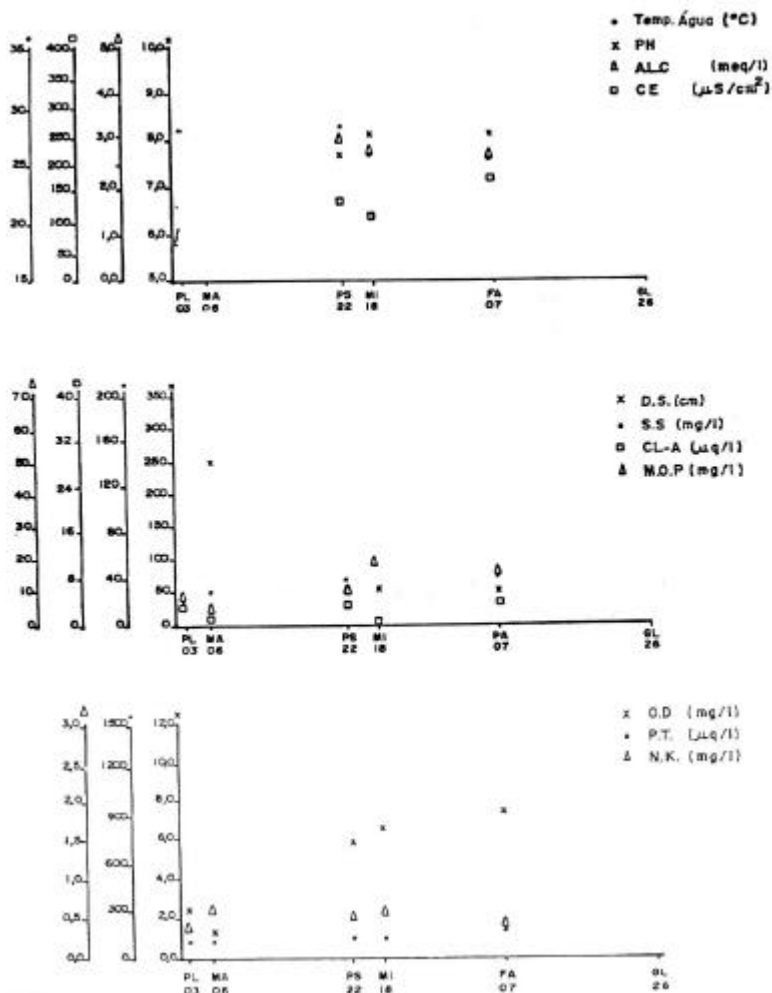 Temp. Água (°C)
PH
ALC (meq/l)
CE (µS/cm²)
35 400 5,0 10,0
350
4,0 9,0
30 300
250 3,0 8,0
25 200
150 2,0 7,0
20 100 1,0 6,0
50
15 0 0,0 5,0
PL MA PS MI FA GL
03 06 22 18 07 26
D.S. (cm)
S.S (mg/l)
CL-A (µg/l)
M.O.P (mg/l)
70 40 200 350
60 300
32 160
50 250
24 120
40 200
30 150
16 80
20 100
8 40
10 50
0 0 0 0
PL MA PS MI FA GL
03 06 22 18 07 26
O.D (mg/l)
P.T. (µg/l)
N.K. (mg/l)
3,0 1500 12,0
2,5 1200 10,0
2,0 8,0
900
1,5 6,0
600
1,0 4,0
0,5 300 2,0
0,0 0 0,0
PL MA PS MI FA GL
03 06 22 18 07 26